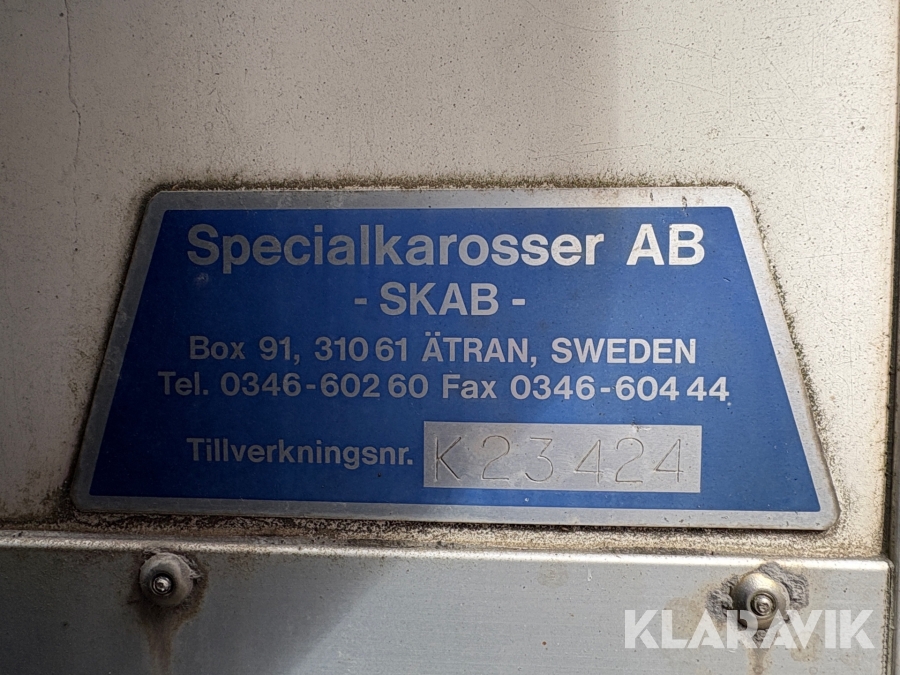 Specialkarosser AB
- SKAB -
Box 91, 310 61 ÄTRAN, SWEDEN
Tel. 0346-602 60 Fax 0346-604 44
Tillverkningsnr. K23424
KLARAVIK